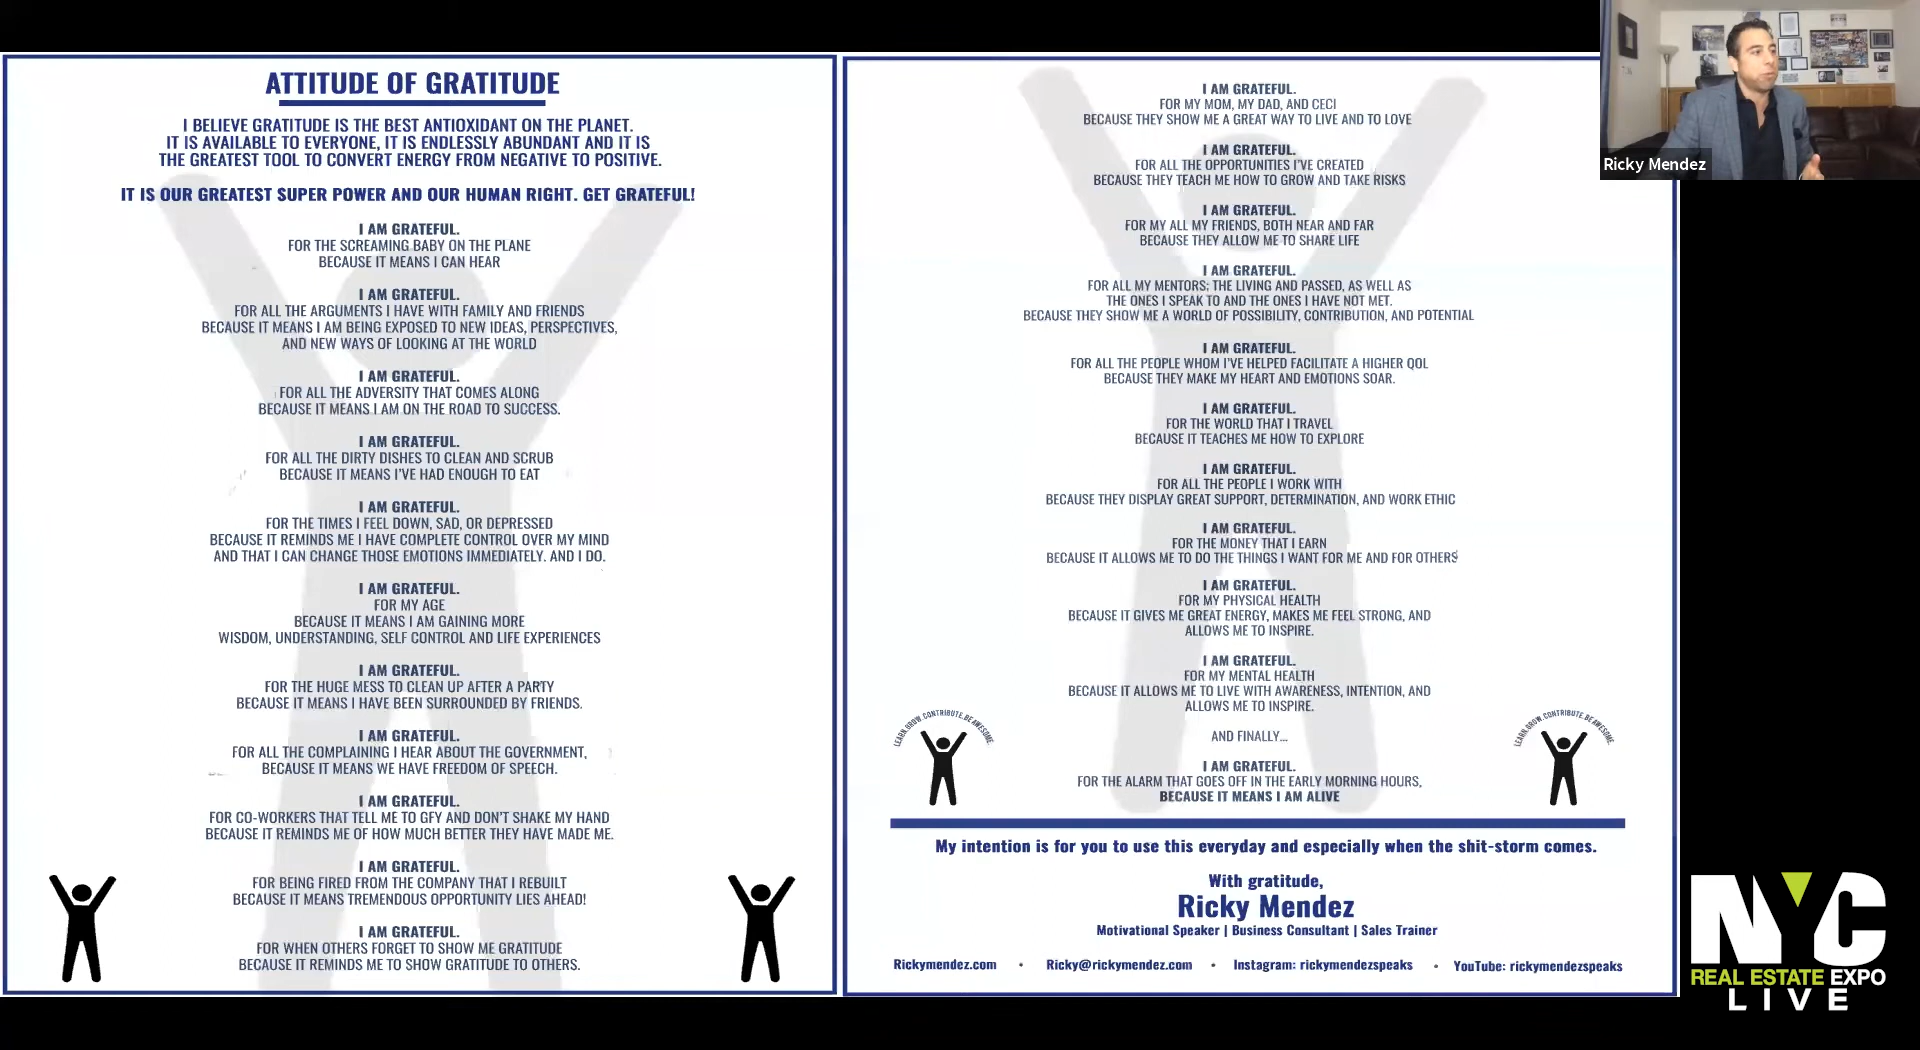 ATTITUDE OF GRATITUDE
I BELIEVE GRATITUDE IS THE BEST ANTIOXIDANT ON THE PLANET.
IT IS AVAILABLE TO EVERYONE, IT IS ENDLESSLY ABUNDANT AND IT IS
THE GREATEST TOOL TO CONVERT ENERGY FROM NEGATIVE TO POSITIVE.
IT IS OUR GREATEST SUPER POWER AND OUR HUMAN RIGHT. GET GRATEFUL!
I AM GRATEFUL.
FOR THE SCREAMING BABY ON THE PLANE
BECAUSE IT MEANS I CAN HEAR
I AM GRATEFUL.
FOR ALL THE ARGUMENTS I HAVE WITH FAMILY AND FRIENDS
BECAUSE IT MEANS I AM BEING EXPOSED TO NEW IDEAS, PERSPECTIVES,
AND NEW WAYS OF LOOKING AT THE WORLD
I AM GRATEFUL.
FOR ALL THE ADVERSITY THAT COMES ALONG
BECAUSE IT MEANS I AM ON THE ROAD TO SUCCESS.
I AM GRATEFUL.
FOR ALL THE DIRTY DISHES TO CLEAN AND SCRUB
BECAUSE IT MEANS I'VE HAD ENOUGH TO EAT
I AM GRATEFUL.
FOR THE TIMES I FEEL DOWN, SAD, OR DEPRESSED
BECAUSE IT REMINDS ME I HAVE COMPLETE CONTROL OVER MY MIND
AND THAT I CAN CHANGE THOSE EMOTIONS IMMEDIATELY. AND I DO.
I AM GRATEFUL.
FOR MY AGE
BECAUSE IT MEANS I AM GAINING MORE
WISDOM, UNDERSTANDING, SELF CONTROL AND LIFE EXPERIENCES
I AM GRATEFUL.
FOR THE HUGE MESS TO CLEAN UP AFTER A PARTY
BECAUSE IT MEANS I HAVE BEEN SURROUNDED BY FRIENDS.
I AM GRATEFUL.
FOR ALL THE COMPLAINING I HEAR ABOUT THE GOVERNMENT,
BECAUSE IT MEANS WE HAVE FREEDOM OF SPEECH.
I AM GRATEFUL.
FOR CO-WORKERS THAT TELL ME TO GFY AND DON'T SHAKE MY HAND
BECAUSE IT REMINDS ME OF HOW MUCH BETTER THEY HAVE MADE ME.
I AM GRATEFUL.
FOR BEING FIRED FROM THE COMPANY THAT I REBUILT
BECAUSE IT MEANS TREMENDOUS OPPORTUNITY LIES AHEAD!
I AM GRATEFUL.
FOR WHEN OTHERS FORGET TO SHOW ME GRATITUDE
BECAUSE IT REMINDS ME TO SHOW GRATITUDE TO OTHERS.
I AM GRATEFUL.
FOR MY MOM, MY DAD, AND CECI
BECAUSE THEY SHOW ME A GREAT WAY TO LIVE AND TO LOVE
I AM GRATEFUL.
FOR ALL THE OPPORTUNITIES I'VE CREATED
BECAUSE THEY TEACH ME HOW TO GROW AND TAKE RISKS
I AM GRATEFUL.
FOR MY ALL MY FRIENDS, BOTH NEAR AND FAR
BECAUSE THEY ALLOW ME TO SHARE LIFE
I AM GRATEFUL.
FOR ALL MY MENTORS; THE LIVING AND PASSED, AS WELL AS
THE ONES I SPEAK TO AND THE ONES I HAVE NOT MET.
BECAUSE THEY SHOW ME A WORLD OF POSSIBILITY, CONTRIBUTION, AND POTENTIAL
I AM GRATEFUL.
FOR ALL THE PEOPLE WHOM I'VE HELPED FACILITATE A HIGHER QOL
BECAUSE THEY MAKE MY HEART AND EMOTIONS SOAR.
I AM GRATEFUL.
FOR THE WORLD THAT I TRAVEL
BECAUSE IT TEACHES ME HOW TO EXPLORE
I AM GRATEFUL.
FOR ALL THE PEOPLE I WORK WITH
BECAUSE THEY DISPLAY GREAT SUPPORT, DETERMINATION, AND WORK ETHIC
I AM GRATEFUL.
FOR THE MONEY THAT I EARN
BECAUSE IT ALLOWS ME TO DO THE THINGS I WANT FOR ME AND FOR OTHERS
I AM GRATEFUL.
FOR MY PHYSICAL HEALTH
BECAUSE IT GIVES ME GREAT ENERGY, MAKES ME FEEL STRONG, AND
ALLOWS ME TO INSPIRE.
I AM GRATEFUL.
FOR MY MENTAL HEALTH
BECAUSE IT ALLOWS ME TO LIVE WITH AWARENESS, INTENTION, AND
ALLOWS ME TO INSPIRE.
AND FINALLY...
I AM GRATEFUL.
FOR THE ALARM THAT GOES OFF IN THE EARLY MORNING HOURS,
BECAUSE IT MEANS I AM ALIVE
LEARN.GROW.CONTRIBUTE.BE AWESOME.
LEARN.GROW.CONTRIBUTE.BE AWESOME.
My intention is for you to use this everyday and especially when the shit-storm comes.
With gratitude,
Ricky Mendez
Motivational Speaker | Business Consultant | Sales Trainer
Rickymendez.com • Ricky@rickymendez.com • Instagram: rickymendezspeaks • YouTube: rickymendezspeaks
Ricky Mendez
NYC
REAL ESTATE EXPO
LIVE